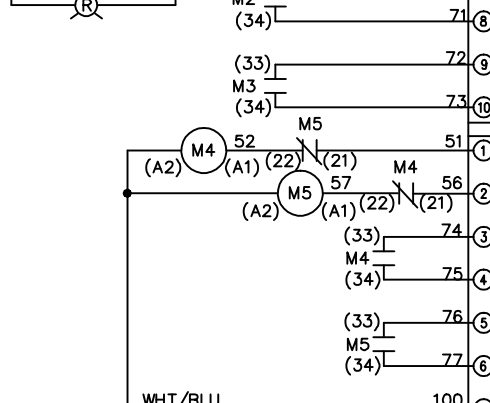 R
M2
(34) 71 8
(33) 72 9
M3
(34) 73 10
M5
M4 52 51 1
(A2) (A1) (22) (21)
M4
M5 57 56 2
(A2) (A1) (22) (21)
(33) 74 3
M4
(34) 75 4
(33) 76 5
M5
(34) 77 6
WHT/BLU 100